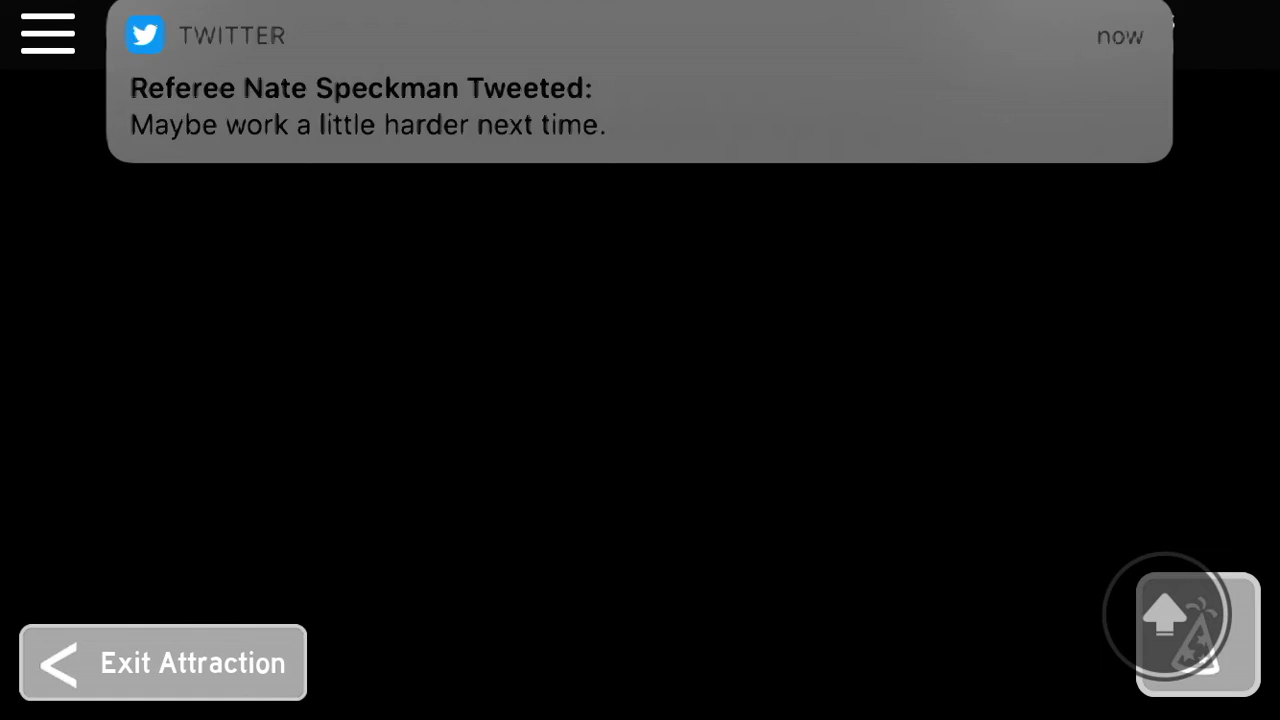 TWITTER
now
Referee Nate Speckman Tweeted:
Maybe work a little harder next time.
Exit Attraction